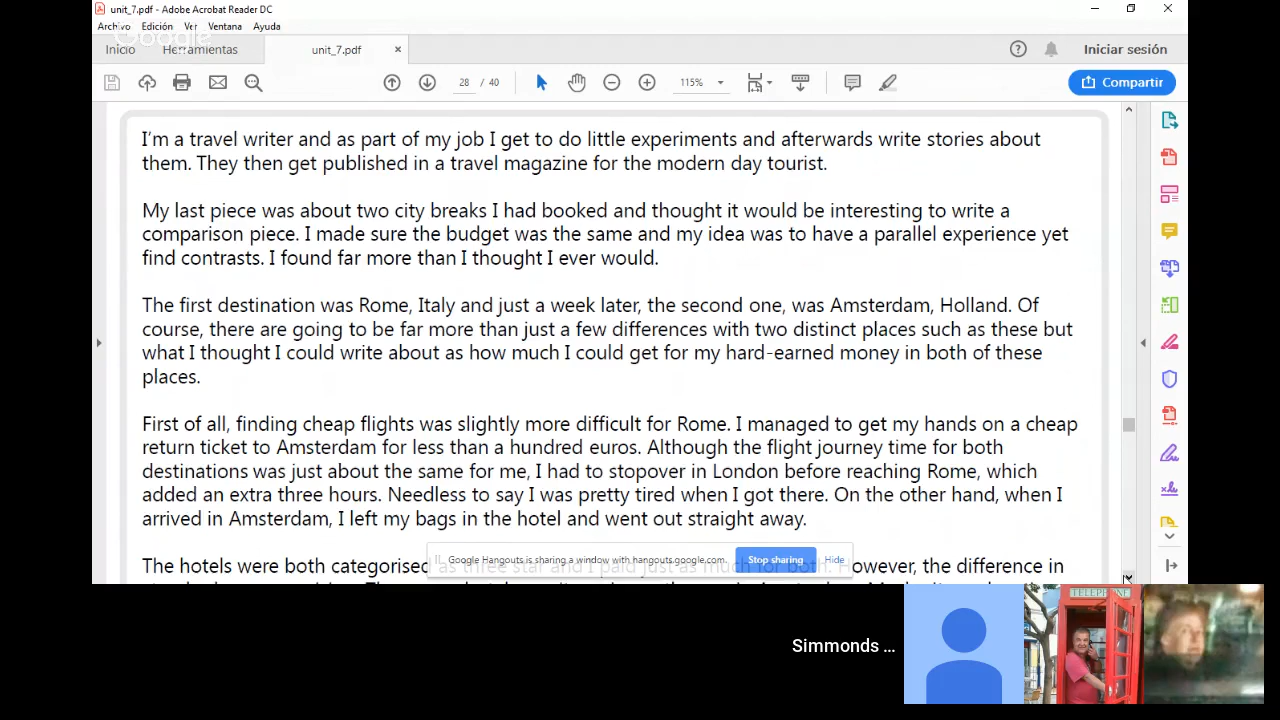 unit_7.pdf - Adobe Acrobat Reader DC
Archivo Edición Ver Ventana Ayuda
Google
Inicio Herramientas unit_7.pdf Iniciar sesión
28 / 40 115% Compartir
I'm a travel writer and as part of my job I get to do little experiments and afterwards write stories about
them. They then get published in a travel magazine for the modern day tourist.
My last piece was about two city breaks I had booked and thought it would be interesting to write a
comparison piece. I made sure the budget was the same and my idea was to have a parallel experience yet
find contrasts. I found far more than I thought I ever would.
The first destination was Rome, Italy and just a week later, the second one, was Amsterdam, Holland. Of
course, there are going to be far more than just a few differences with two distinct places such as these but
what I thought I could write about as how much I could get for my hard-earned money in both of these
places.
First of all, finding cheap flights was slightly more difficult for Rome. I managed to get my hands on a cheap
return ticket to Amsterdam for less than a hundred euros. Although the flight journey time for both
destinations was just about the same for me, I had to stopover in London before reaching Rome, which
added an extra three hours. Needless to say I was pretty tired when I got there. On the other hand, when I
arrived in Amsterdam, I left my bags in the hotel and went out straight away.
The hotels were both categorised as three star and I paid just as much for both. However, the difference in
Google Hangouts is sharing a window with hangouts.google.com. Stop sharing Hide
TELEPHONE
Simmonds ...